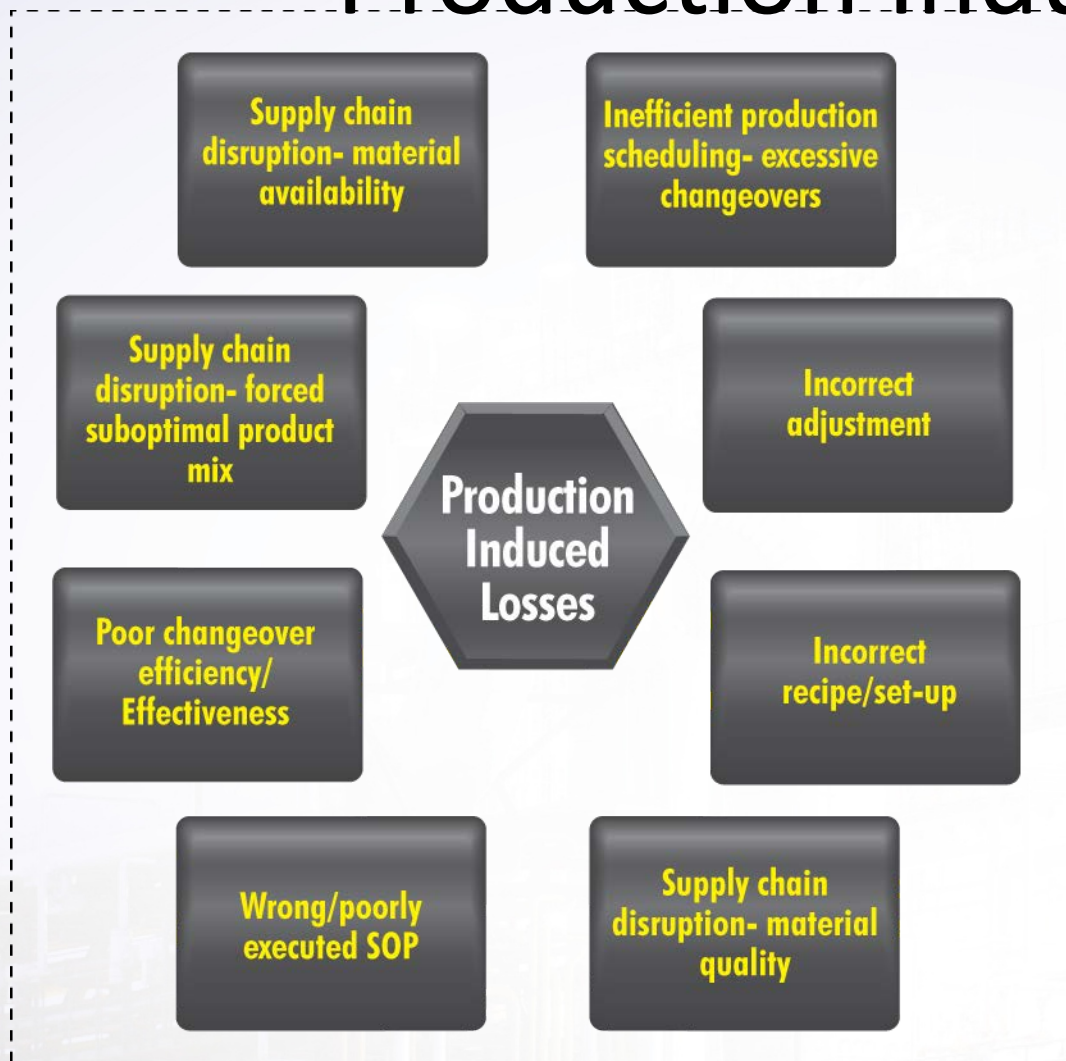 Supply chain
disruption- material
availability
Inefficient production
scheduling- excessive
changeovers
Supply chain
disruption- forced
suboptimal product
mix
Incorrect
adjustment
Production
Induced
Losses
Poor changeover
efficiency/
Effectiveness
Incorrect
recipe/set-up
Wrong/poorly
executed SOP
Supply chain
disruption- material
quality